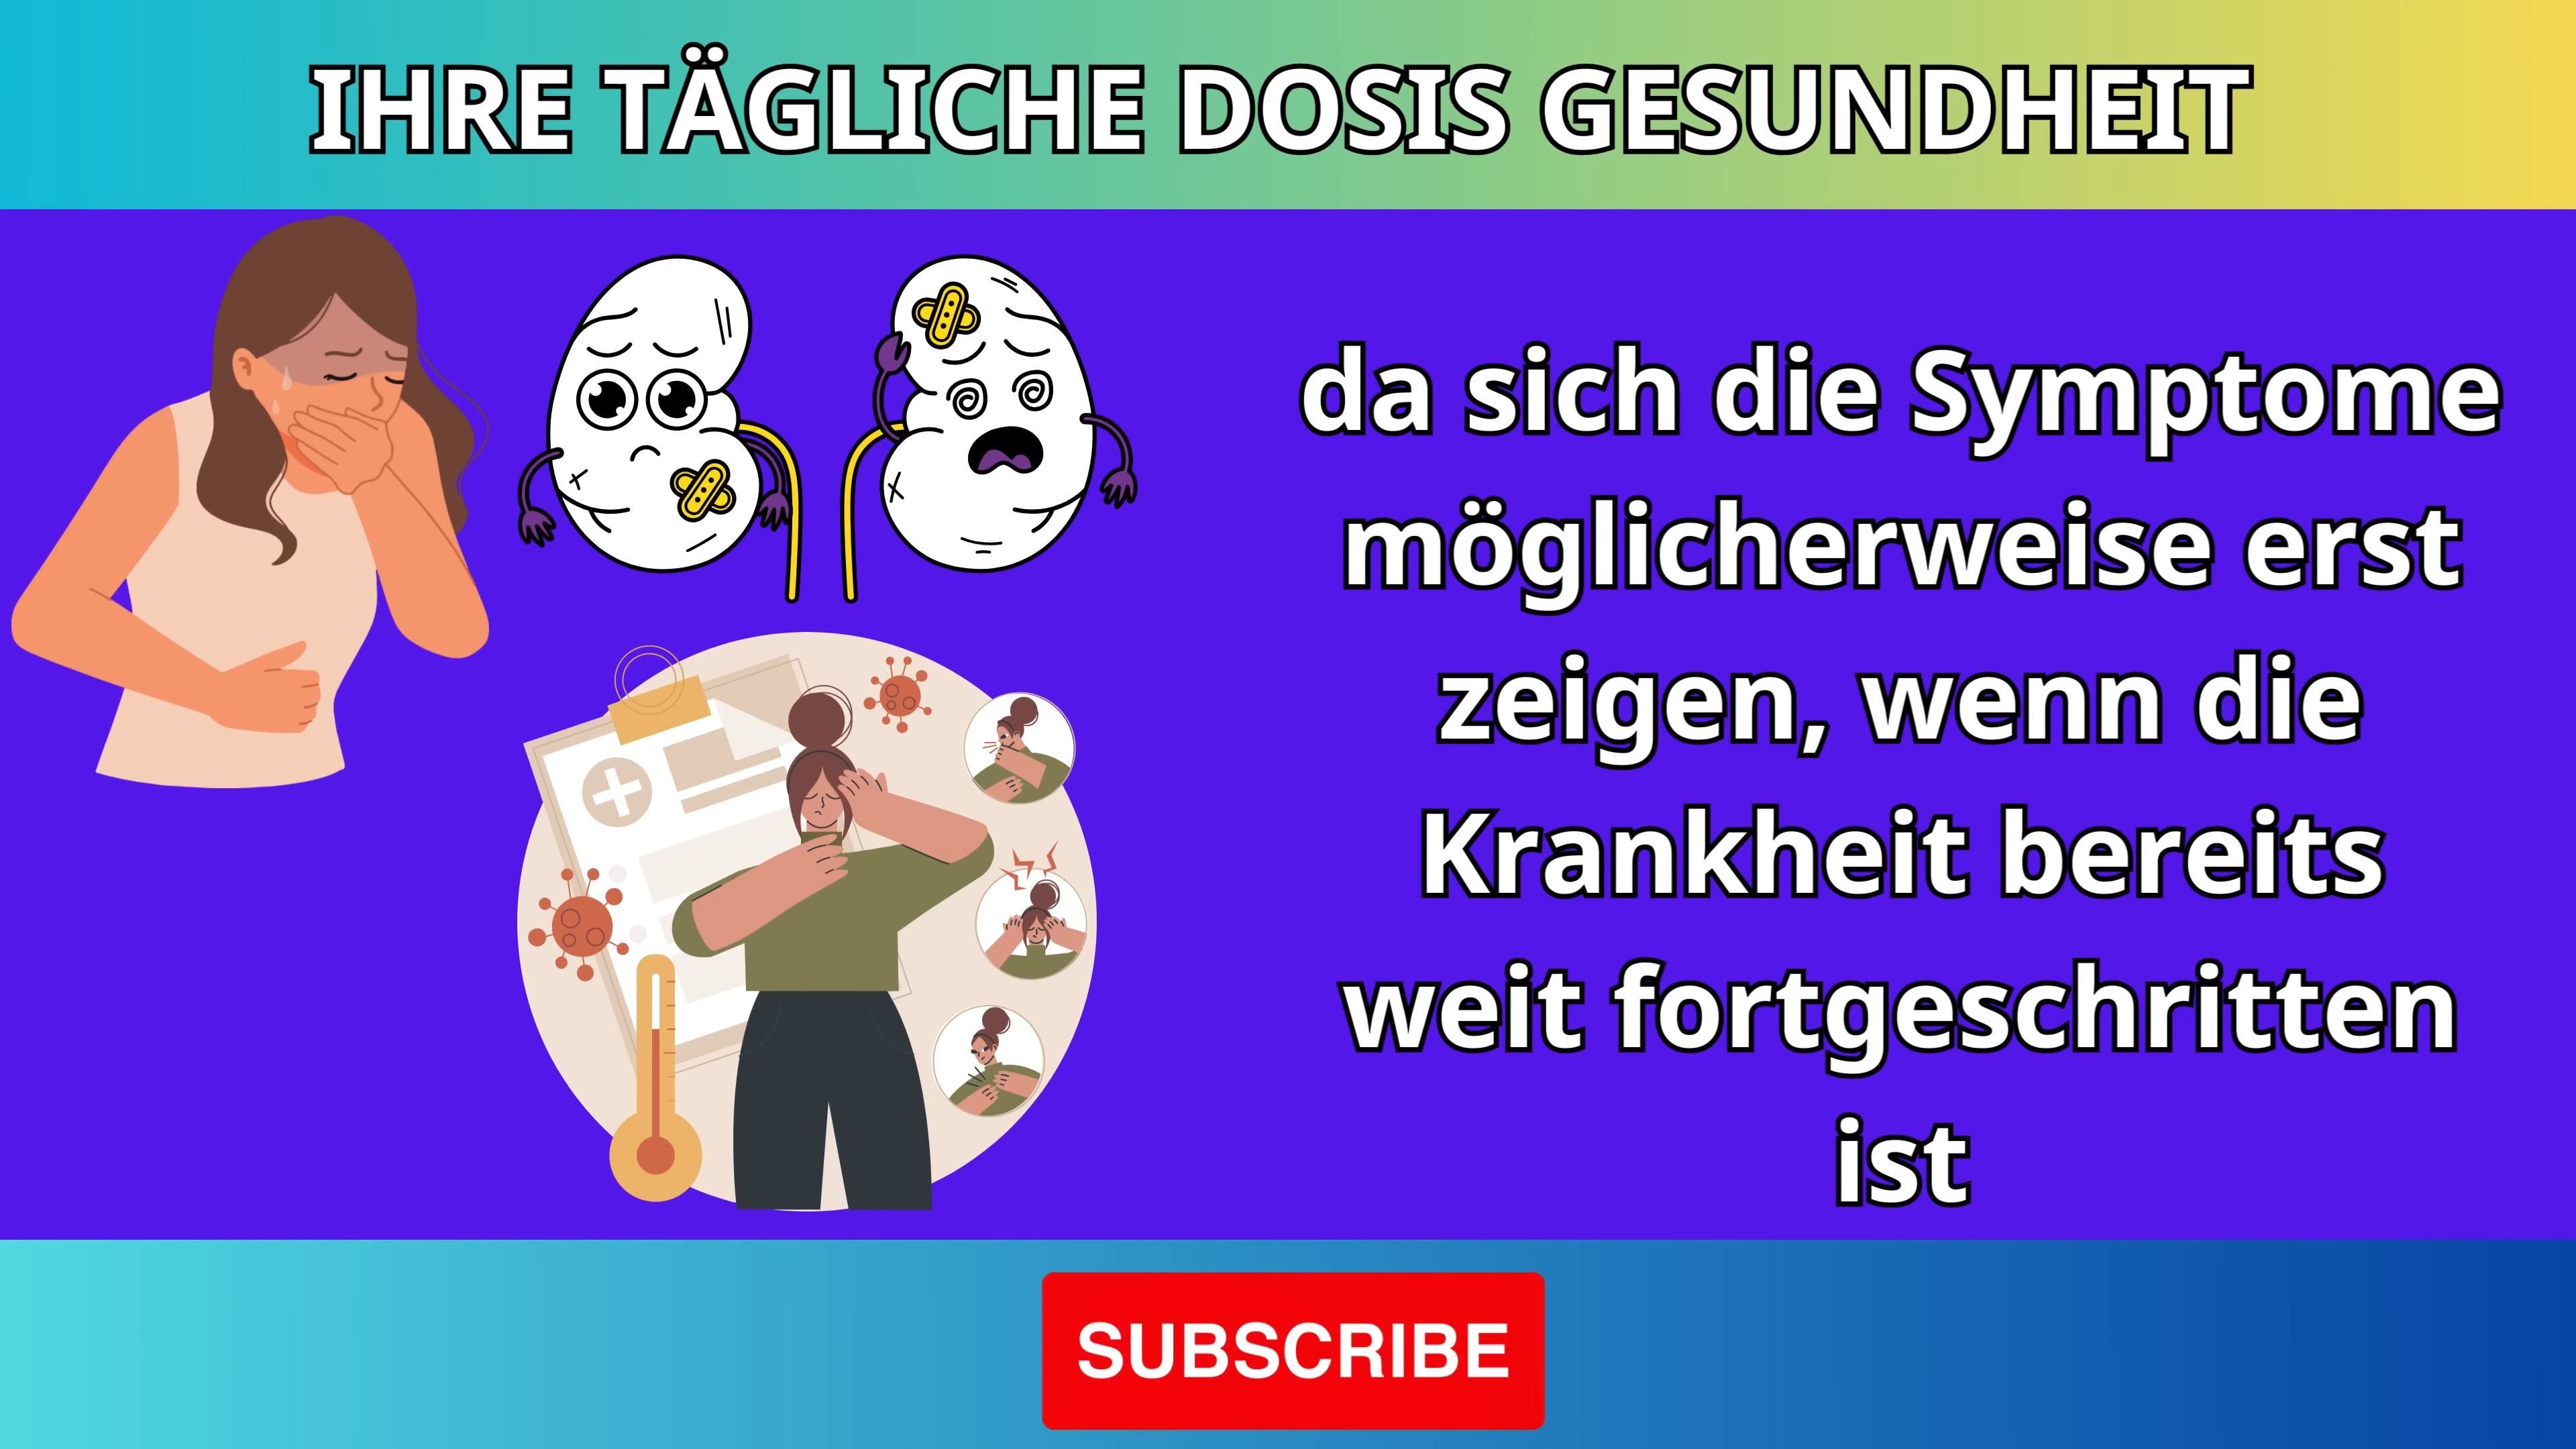 IHRE TÄGLICHE DOSIS GESUNDHEIT
da sich die Symptome
möglicherweise erst
zeigen, wenn die
Krankheit bereits
weit fortgeschritten
ist
SUBSCRIBE